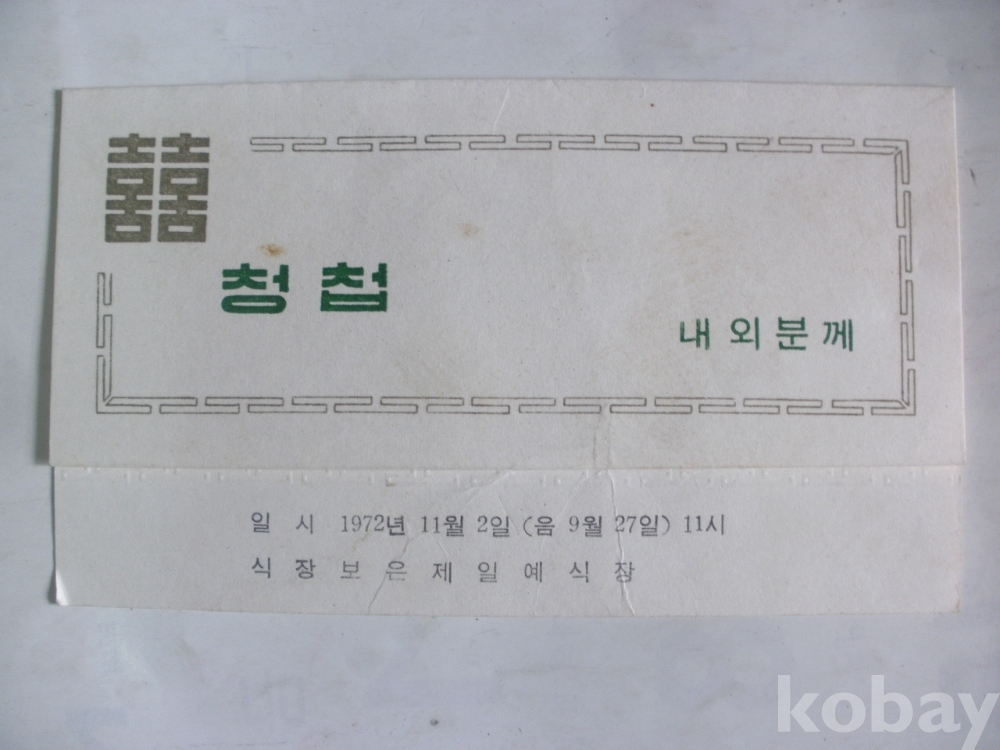 囍
청첩
내외분께
일 시 1972년 11월 2일 (음 9월 27일) 11시
식 장 보 은 제 일 예 식 장
kobay